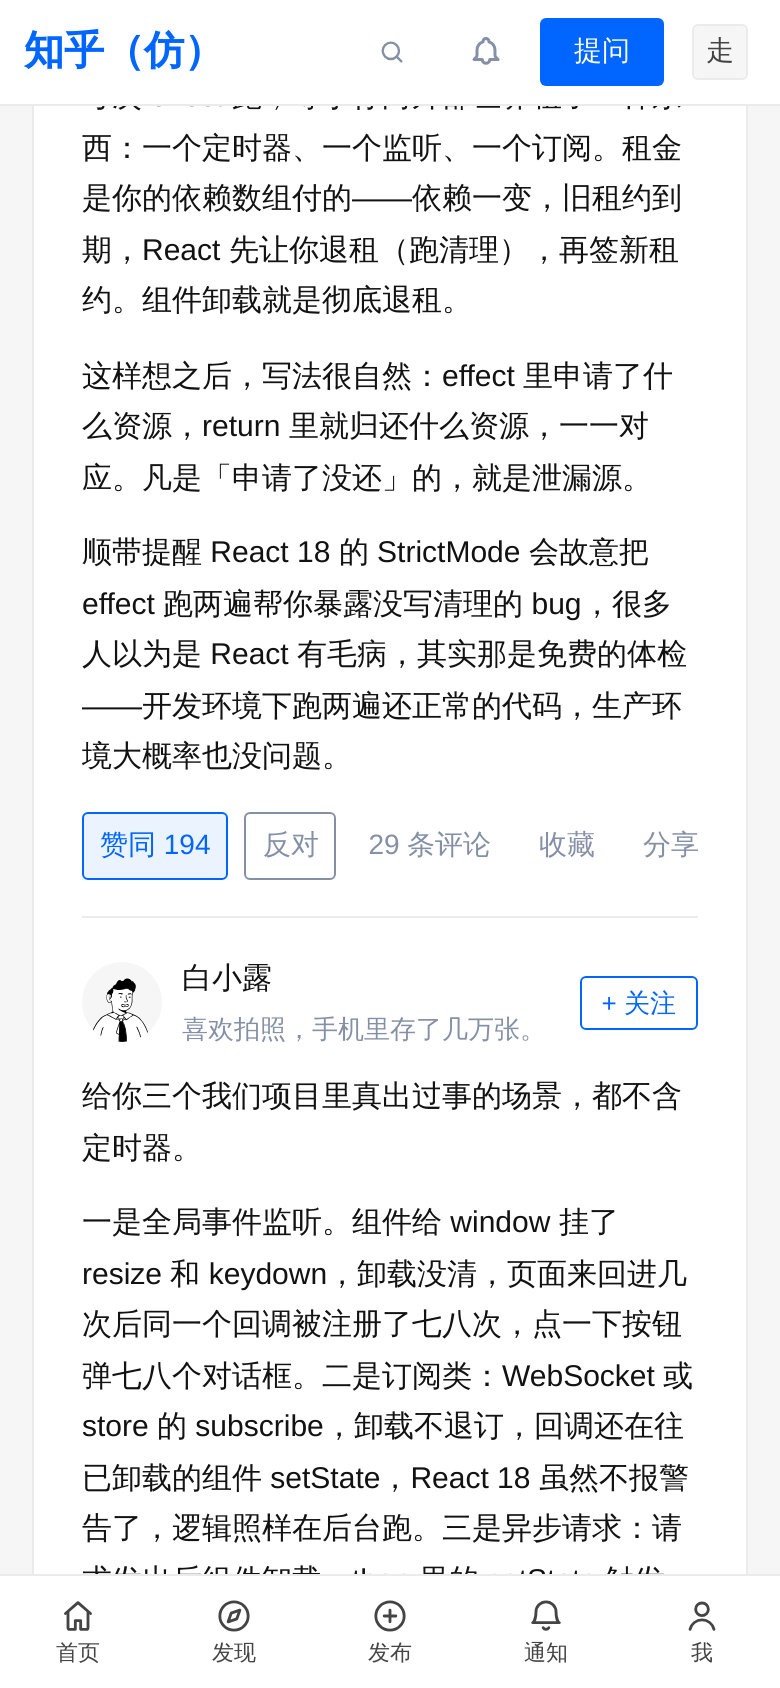 知乎（仿）
提问
走
西：一个定时器、一个监听、一个订阅。租金
是你的依赖数组付的——依赖一变，旧租约到
期，React 先让你退租（跑清理），再签新租
约。组件卸载就是彻底退租。
这样想之后，写法很自然：effect 里申请了什
么资源，return 里就归还什么资源，一一对
应。凡是「申请了没还」的，就是泄漏源。
顺带提醒 React 18 的 StrictMode 会故意把
effect 跑两遍帮你暴露没写清理的 bug，很多
人以为是 React 有毛病，其实那是免费的体检
——开发环境下跑两遍还正常的代码，生产环
境大概率也没问题。
赞同 194
反对
29 条评论
收藏
分享
白小露
喜欢拍照，手机里存了几万张。
+ 关注
给你三个我们项目里真出过事的场景，都不含
定时器。
一是全局事件监听。组件给 window 挂了
resize 和 keydown，卸载没清，页面来回进几
次后同一个回调被注册了七八次，点一下按钮
弹七八个对话框。二是订阅类：WebSocket 或
store 的 subscribe，卸载不退订，回调还在往
已卸载的组件 setState，React 18 虽然不报警
告了，逻辑照样在后台跑。三是异步请求：请
首页
发现
发布
通知
我